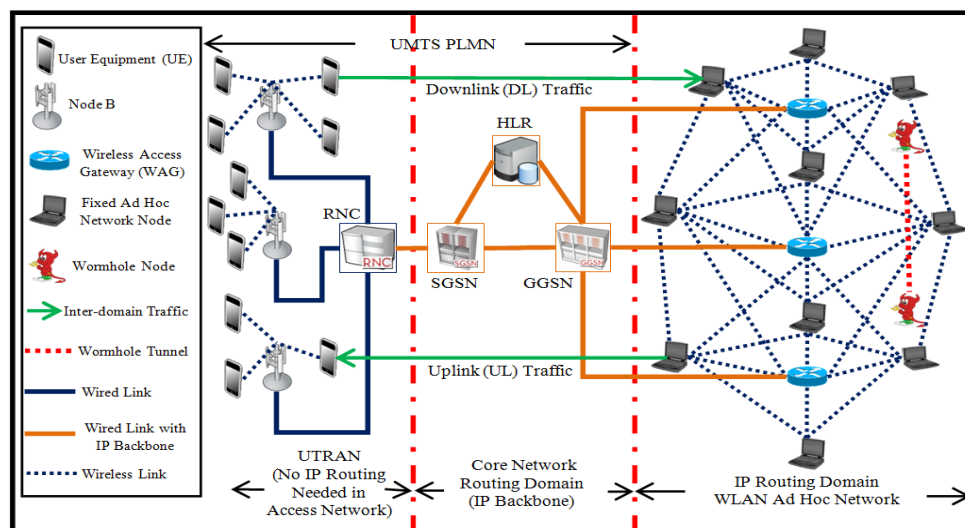 User Equipment (UE)
Node B
Wireless Access
Gateway (WAG)
Fixed Ad Hoc
Network Node
Wormhole Node
Inter-domain Traffic
Wormhole Tunnel
Wired Link
Wired Link with
IP Backbone
Wireless Link
UMTS PLMN
Downlink (DL) Traffic
HLR
RNC
RNC
SGSN
SGSN
GGSN
GGSN
Uplink (UL) Traffic
UTRAN
(No IP Routing
Needed in
Access Network)
Core Network
Routing Domain
(IP Backbone)
IP Routing Domain
WLAN Ad Hoc Network